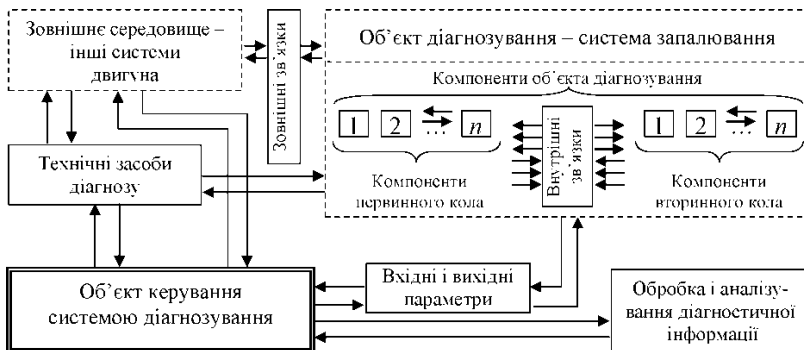 Зовнішнє середовище –
інші системи
двигуна
Зовнішні зв’язки
Об’єкт діагнозування – система запалювання
Компоненти об’єкта діагнозування
1 2 ... n
Внутрішні
зв’язки
1 2 ... n
Компоненти
первинного кола
Компоненти
вторинного кола
Технічні засоби
діагнозу
Об’єкт керування
системою діагнозування
Вхідні і вихідні
параметри
Обробка і аналізу-
вання діагностичної
інформації